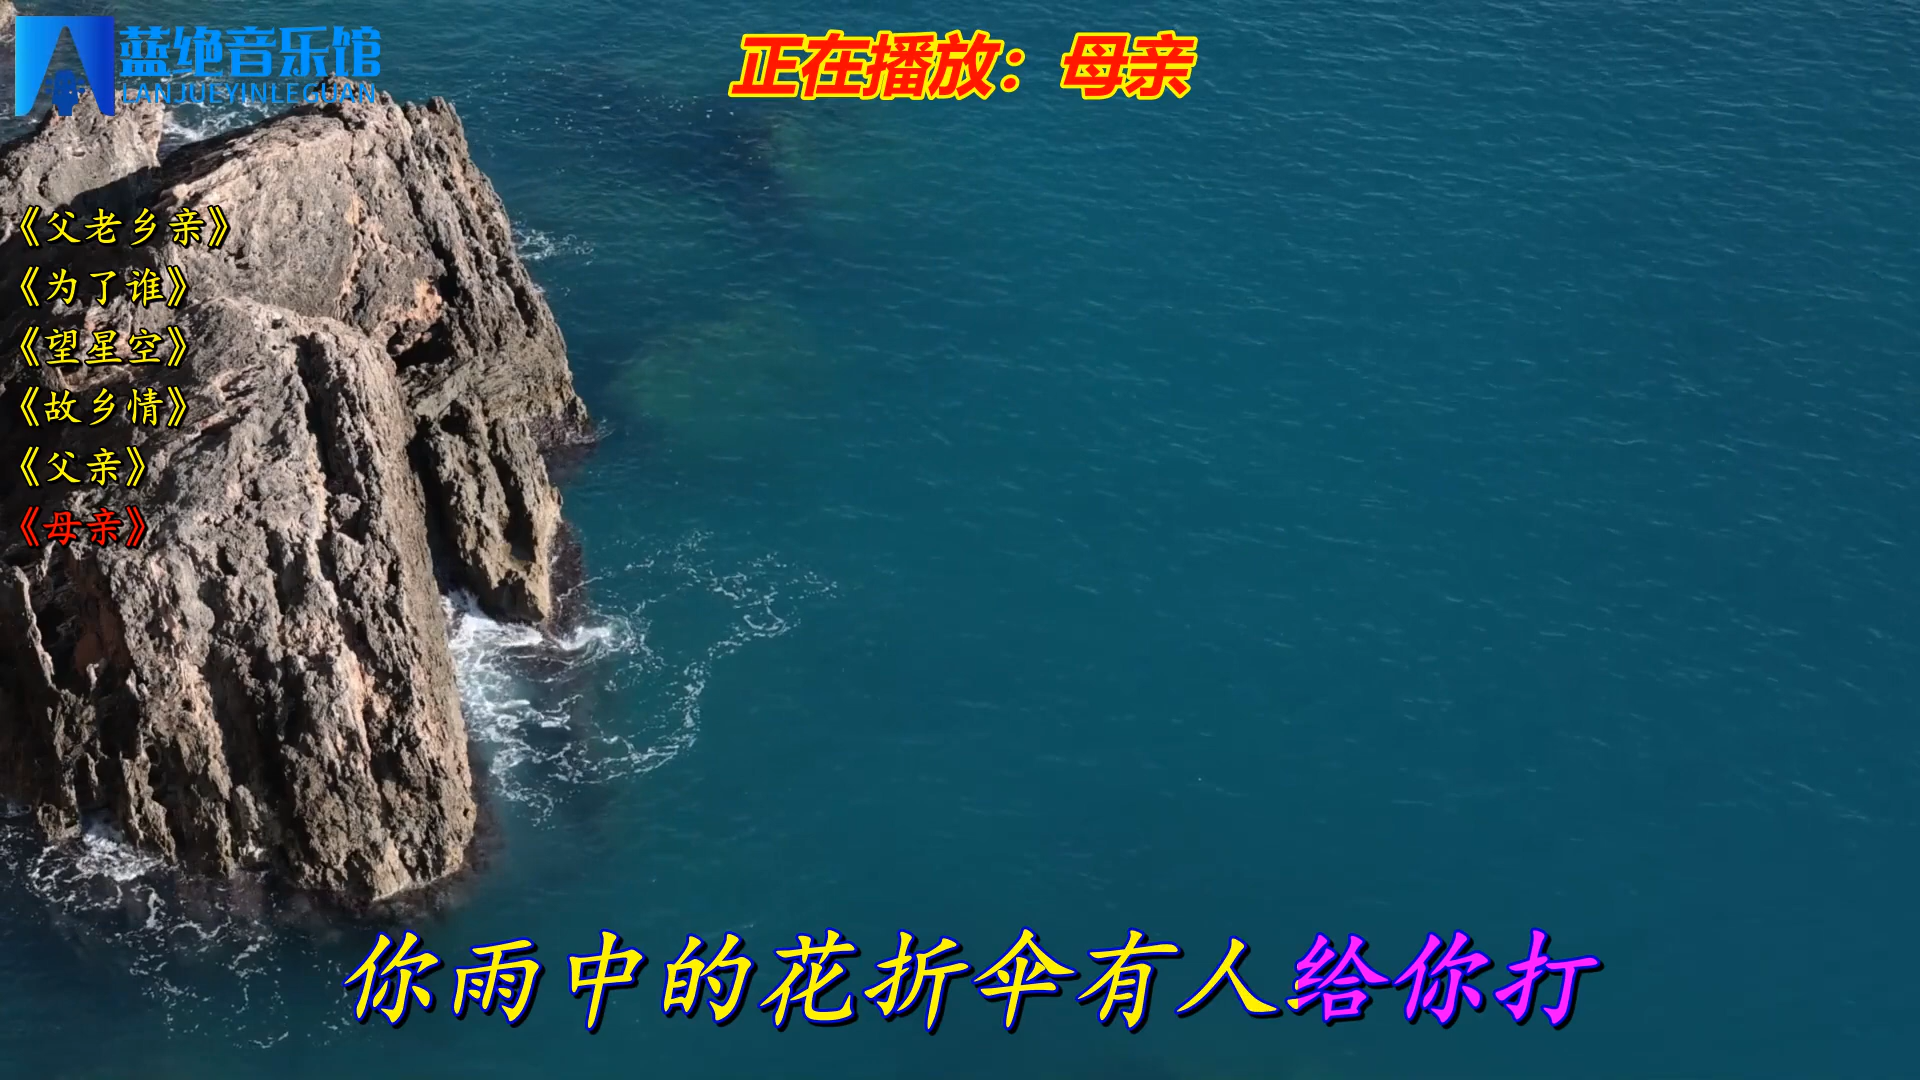 蓝绝音乐馆
LANJUEYINLEGUAN
正在播放：母亲
《父老乡亲》
《为了谁》
《望星空》
《故乡情》
《父亲》
《母亲》
你雨中的花折伞有人给你打